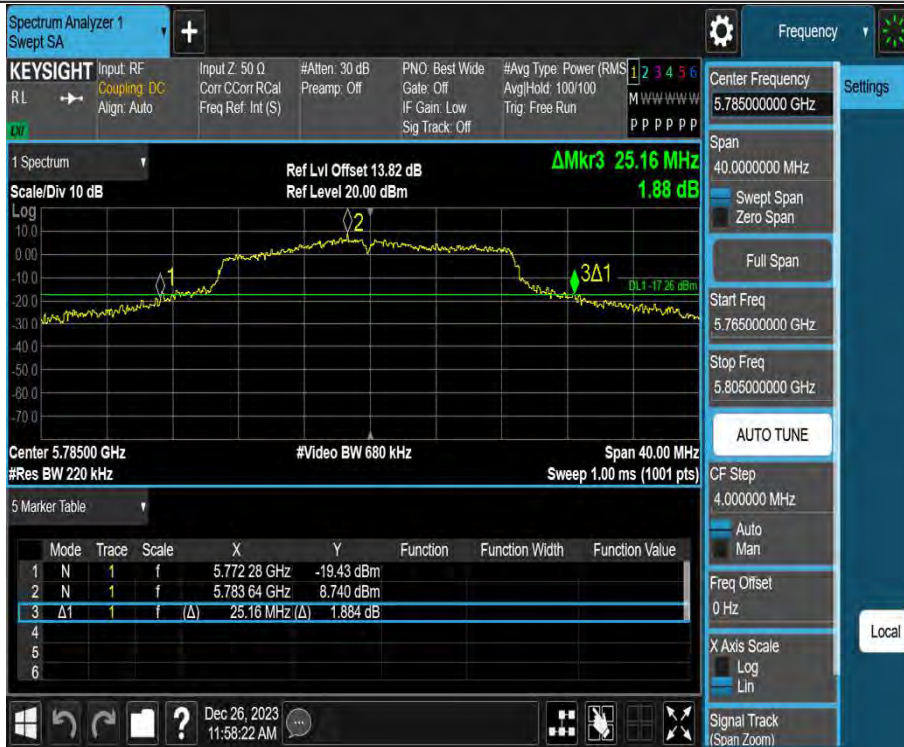 Spectrum Analyzer 1
Swept SA
+
Frequency
KEYSIGHT
RL
LXI
Input: RF
Coupling: DC
Align: Auto
Input Z: 50 Ω
Corr CCorr RCal
Freq Ref: Int (S)
#Atten: 30 dB
Preamp: Off
PNO: Best Wide
Gate: Off
IF Gain: Low
Sig Track: Off
#Avg Type: Power (RMS
Avg|Hold: 100/100
Trig: Free Run
1 2 3 4 5 6
M W W W W W
P P P P P P
1 Spectrum
Scale/Div 10 dB
Ref Lvl Offset 13.82 dB
Ref Level 20.00 dBm
ΔMkr3 25.16 MHz
1.88 dB
Log
10.0
0.00
-10.0
-20.0
-30.0
-40.0
-50.0
-60.0
-70.0
1
2
3Δ1
DL1 -17.26 dBm
Center 5.78500 GHz
#Video BW 680 kHz
Span 40.00 MHz
#Res BW 220 kHz
Sweep 1.00 ms (1001 pts)
5 Marker Table
Mode Trace Scale X Y Function Function Width Function Value
1 N 1 f 5.772 28 GHz -19.43 dBm
2 N 1 f 5.783 64 GHz 8.740 dBm
3 Δ1 1 f (Δ) 25.16 MHz (Δ) 1.884 dB
4
5
6
?
Dec 26, 2023
11:58:22 AM
Center Frequency
5.785000000 GHz
Span
40.0000000 MHz
Swept Span
Zero Span
Full Span
Start Freq
5.765000000 GHz
Stop Freq
5.805000000 GHz
AUTO TUNE
CF Step
4.000000 MHz
Auto
Man
Freq Offset
0 Hz
X Axis Scale
Log
Lin
Signal Track
(Span Zoom)
Settings
Local